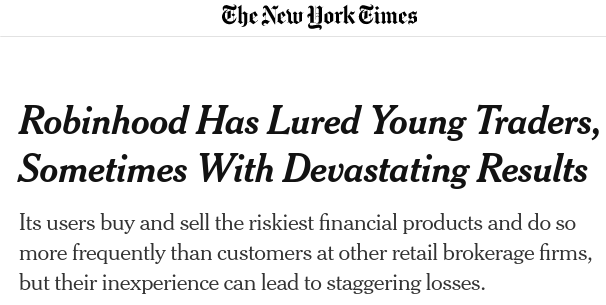 The New York Times
Robinhood Has Lured Young Traders,
Sometimes With Devastating Results
Its users buy and sell the riskiest financial products and do so
more frequently than customers at other retail brokerage firms,
but their inexperience can lead to staggering losses.